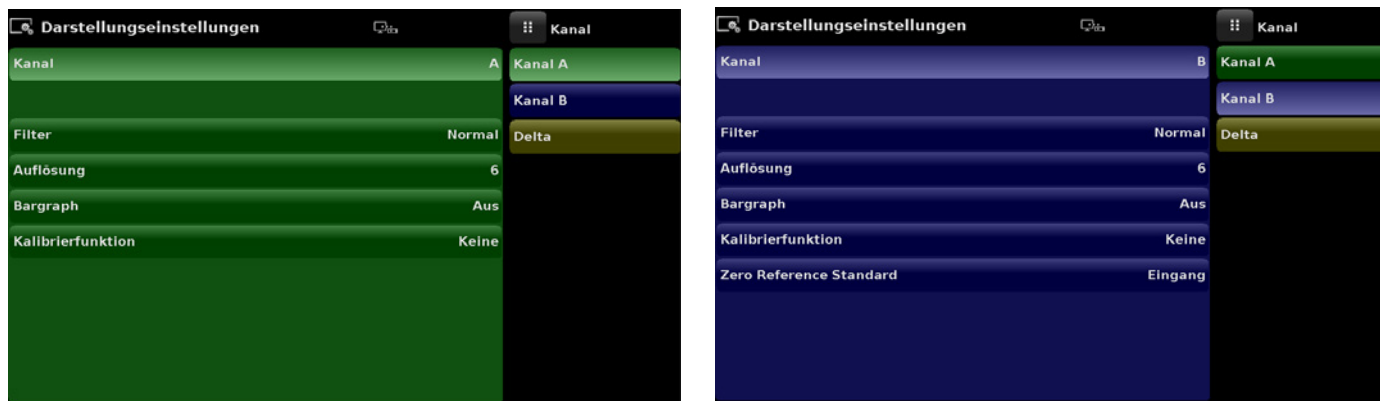 Darstellungseinstellungen
Kanal
Kanal A
Kanal A
Kanal B
Filter Normal
Delta
Auflösung 6
Bargraph Aus
Kalibrierfunktion Keine
Darstellungseinstellungen
Kanal
Kanal B
Kanal A
Kanal B
Filter Normal
Delta
Auflösung 6
Bargraph Aus
Kalibrierfunktion Keine
Zero Reference Standard Eingang